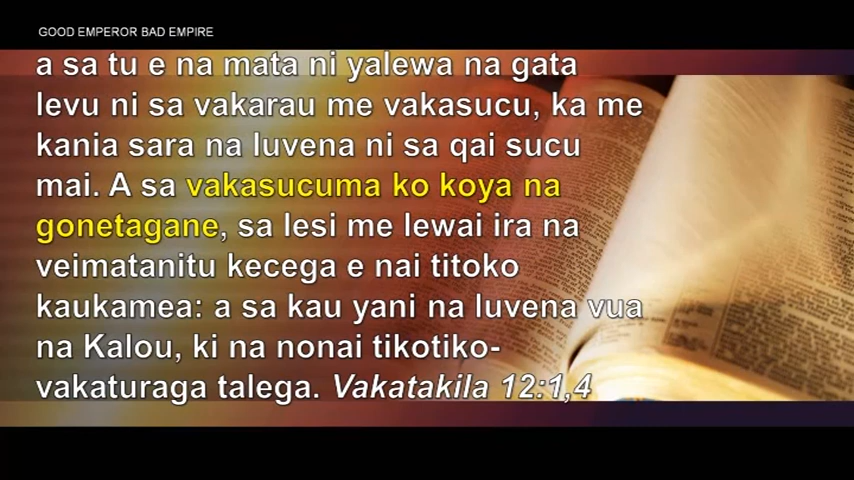 GOOD EMPEROR BAD EMPIRE
a sa tu e na mata ni yalewa na gata
levu ni sa vakarau me vakasucu, ka me
kania sara na luvena ni sa qai sucu
mai. A sa vakasucuma ko koya na
gonetagane, sa lesi me lewai ira na
veimatanitu kecega e nai titoko
kaukamea: a sa kau yani na luvena vua
na Kalou, ki na nonai tikotiko-
vakaturaga talega. Vakatakila 12:1,4